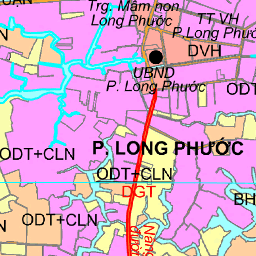 Trg. Mầm non
Long Phước
TT VH
P.Long Phước
DVH
UBND
P. Long Phước
ODT
P. LONG PHƯỚC
ODT+CLN
ODT+CLN
DGT
BH
ODT+CLN